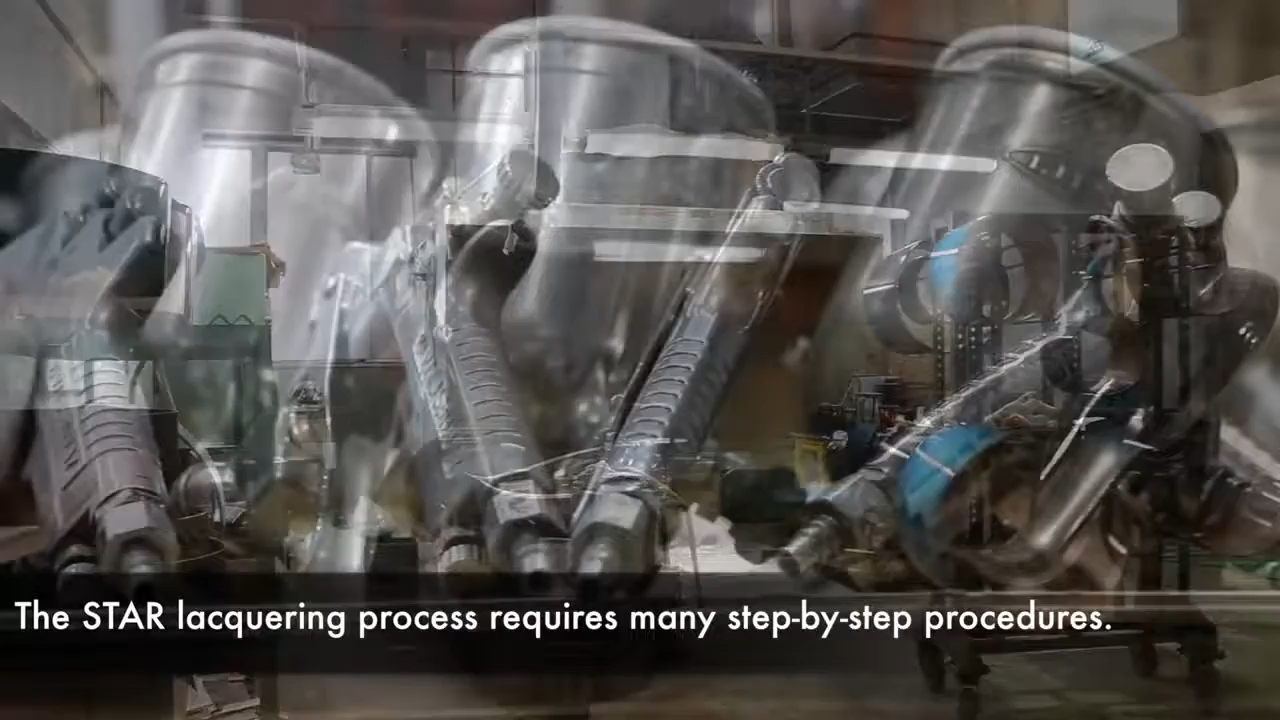 The STAR lacquering process requires many step-by-step procedures.